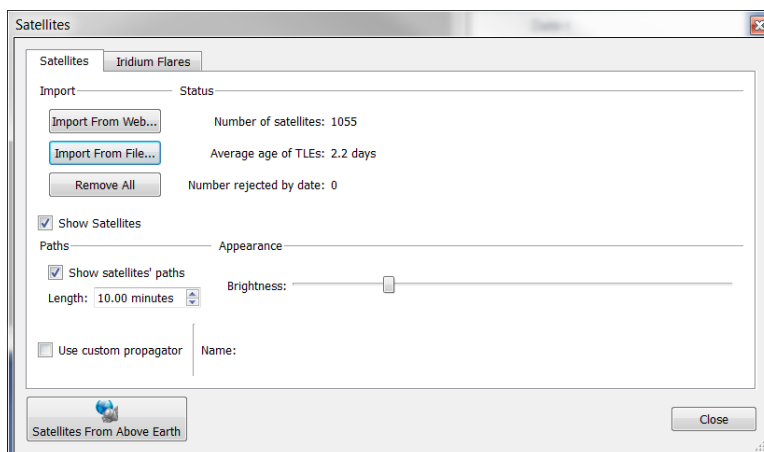 Satellites
Satellites Iridium Flares
Import Status
Import From Web... Number of satellites: 1055
Import From File... Average age of TLEs: 2.2 days
Remove All Number rejected by date: 0
Show Satellites
Paths Appearance
Show satellites' paths
Brightness:
Length: 10.00 minutes
Use custom propagator Name:
Satellites From Above Earth
Close